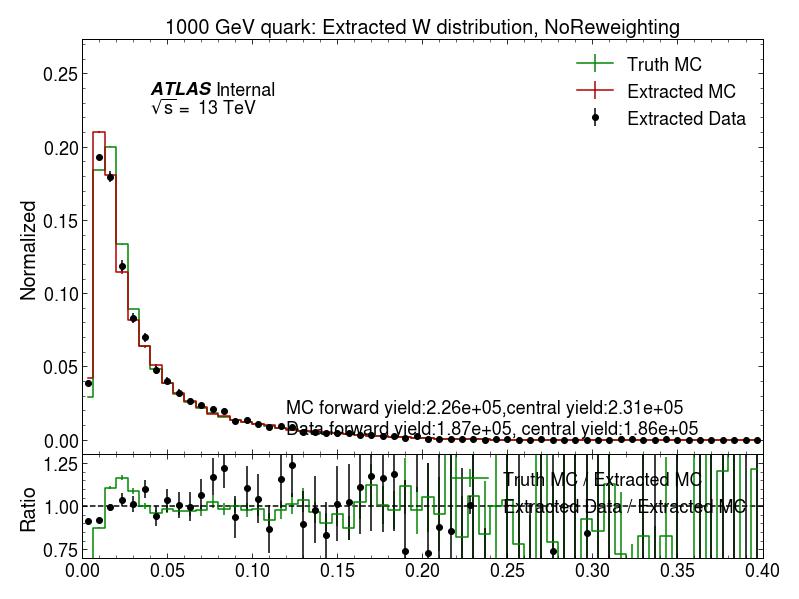 1000 GeV quark: Extracted W distribution, NoReweighting
ATLAS Internal
√s = 13 TeV
Truth MC
Extracted MC
Extracted Data
Normalized
0.25
0.20
0.15
0.10
0.05
0.00
MC forward yield:2.26e+05,central yield:2.31e+05
Data forward yield:1.87e+05, central yield:1.86e+05
Ratio
1.25
1.00
0.75
Truth MC / Extracted MC
Extracted Data / Extracted MC
0.00 0.05 0.10 0.15 0.20 0.25 0.30 0.35 0.40